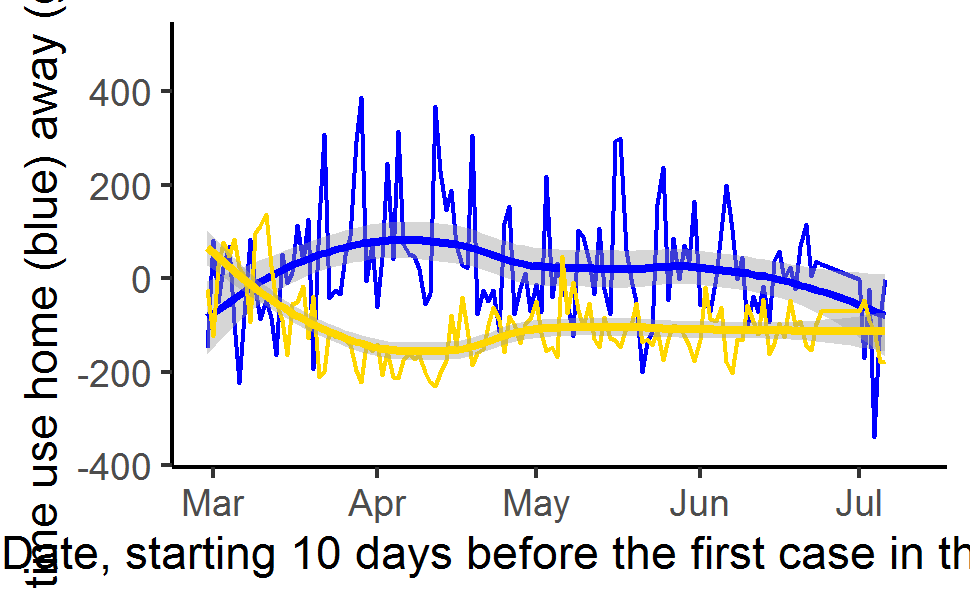 time use home (blue) away (
400
200
0
-200
-400
Mar Apr May Jun Jul
Date, starting 10 days before the first case in th